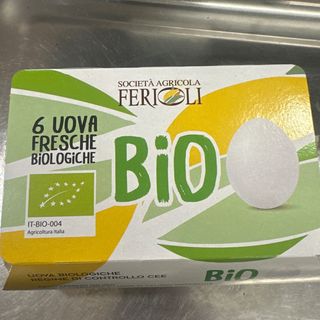 SOCIETÀ AGRICOLA
FERIOLI
6 UOVA
FRESCHE
BiOLOGiCHE
BiO
IT-BIO-004
Agricoltura Italia
UOVA BIOLOGICHE
REGIME DI CONTROLLO CEE
BiO